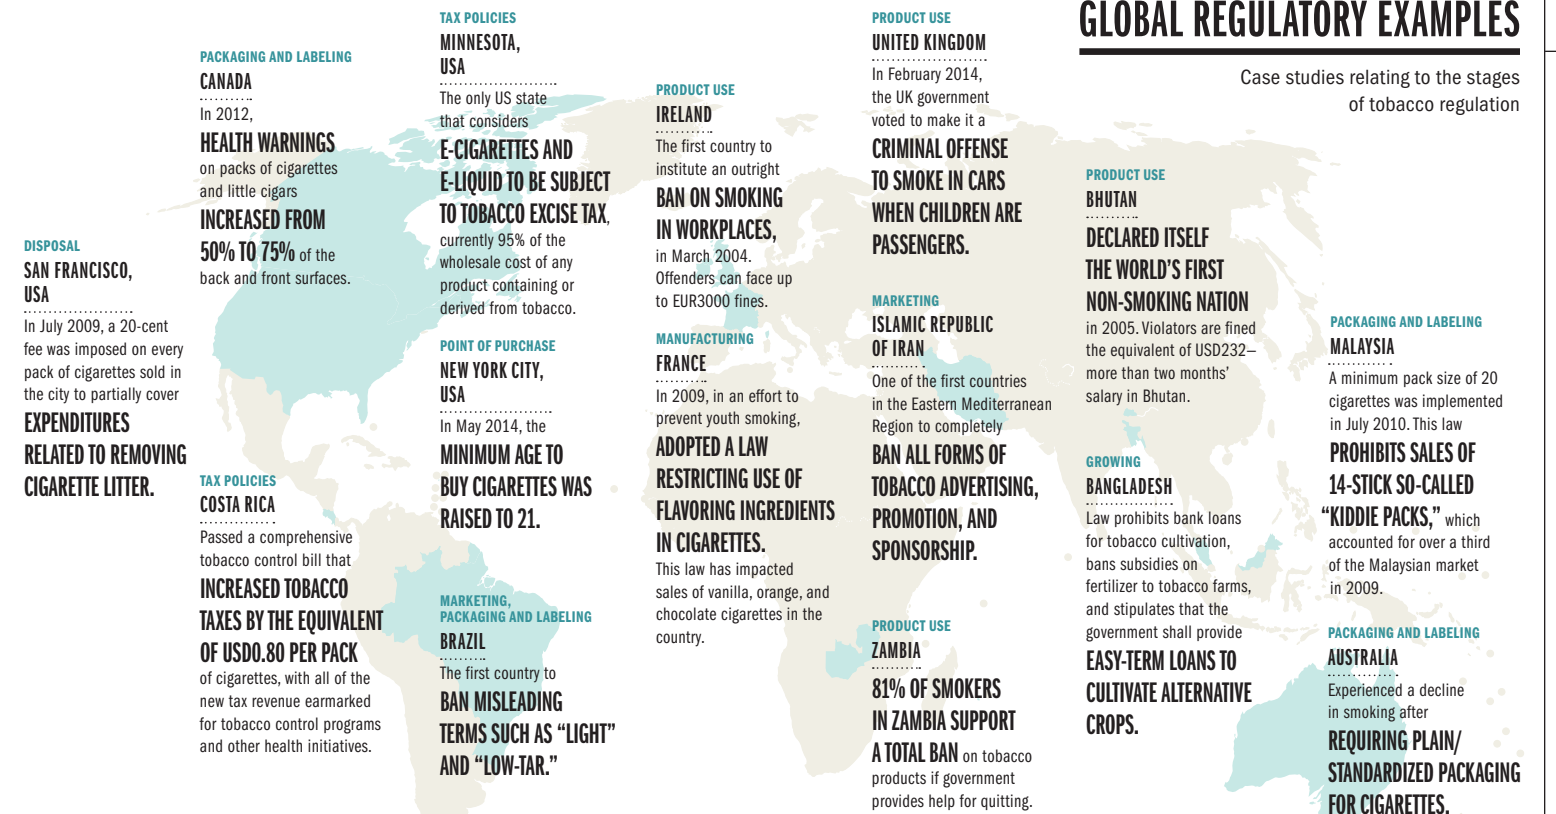 GLOBAL REGULATORY EXAMPLES
Case studies relating to the stages
of tobacco regulation
DISPOSAL
SAN FRANCISCO,
USA
In July 2009, a 20-cent
fee was imposed on every
pack of cigarettes sold in
the city to partially cover
EXPENDITURES
RELATED TO REMOVING
CIGARETTE LITTER.
PACKAGING AND LABELING
CANADA
In 2012,
HEALTH WARNINGS
on packs of cigarettes
and little cigars
INCREASED FROM
50% TO 75% of the
back and front surfaces.
TAX POLICIES
COSTA RICA
Passed a comprehensive
tobacco control bill that
INCREASED TOBACCO
TAXES BY THE EQUIVALENT
OF USD0.80 PER PACK
of cigarettes, with all of the
new tax revenue earmarked
for tobacco control programs
and other health initiatives.
TAX POLICIES
MINNESOTA,
USA
The only US state
that considers
E-CIGARETTES AND
E-LIQUID TO BE SUBJECT
TO TOBACCO EXCISE TAX,
currently 95% of the
wholesale cost of any
product containing or
derived from tobacco.
POINT OF PURCHASE
NEW YORK CITY,
USA
In May 2014, the
MINIMUM AGE TO
BUY CIGARETTES WAS
RAISED TO 21.
MARKETING,
PACKAGING AND LABELING
BRAZIL
The first country to
BAN MISLEADING
TERMS SUCH AS “LIGHT”
AND “LOW-TAR.”
PRODUCT USE
IRELAND
The first country to
institute an outright
BAN ON SMOKING
IN WORKPLACES,
in March 2004.
Offenders can face up
to EUR3000 fines.
MANUFACTURING
FRANCE
In 2009, in an effort to
prevent youth smoking,
ADOPTED A LAW
RESTRICTING USE OF
FLAVORING INGREDIENTS
IN CIGARETTES.
This law has impacted
sales of vanilla, orange, and
chocolate cigarettes in the
country.
PRODUCT USE
UNITED KINGDOM
In February 2014,
the UK government
voted to make it a
CRIMINAL OFFENSE
TO SMOKE IN CARS
WHEN CHILDREN ARE
PASSENGERS.
MARKETING
ISLAMIC REPUBLIC
OF IRAN
One of the first countries
in the Eastern Mediterranean
Region to completely
BAN ALL FORMS OF
TOBACCO ADVERTISING,
PROMOTION, AND
SPONSORSHIP.
PRODUCT USE
ZAMBIA
81% OF SMOKERS
IN ZAMBIA SUPPORT
A TOTAL BAN on tobacco
products if government
provides help for quitting.
PRODUCT USE
BHUTAN
DECLARED ITSELF
THE WORLD’S FIRST
NON-SMOKING NATION
in 2005. Violators are fined
the equivalent of USD232–
more than two months’
salary in Bhutan.
GROWING
BANGLADESH
Law prohibits bank loans
for tobacco cultivation,
bans subsidies on
fertilizer to tobacco farms,
and stipulates that the
government shall provide
EASY-TERM LOANS TO
CULTIVATE ALTERNATIVE
CROPS.
PACKAGING AND LABELING
MALAYSIA
A minimum pack size of 20
cigarettes was implemented
in July 2010. This law
PROHIBITS SALES OF
14-STICK SO-CALLED
“KIDDIE PACKS,” which
accounted for over a third
of the Malaysian market
in 2009.
PACKAGING AND LABELING
AUSTRALIA
Experienced a decline
in smoking after
REQUIRING PLAIN/
STANDARDIZED PACKAGING
FOR CIGARETTES.